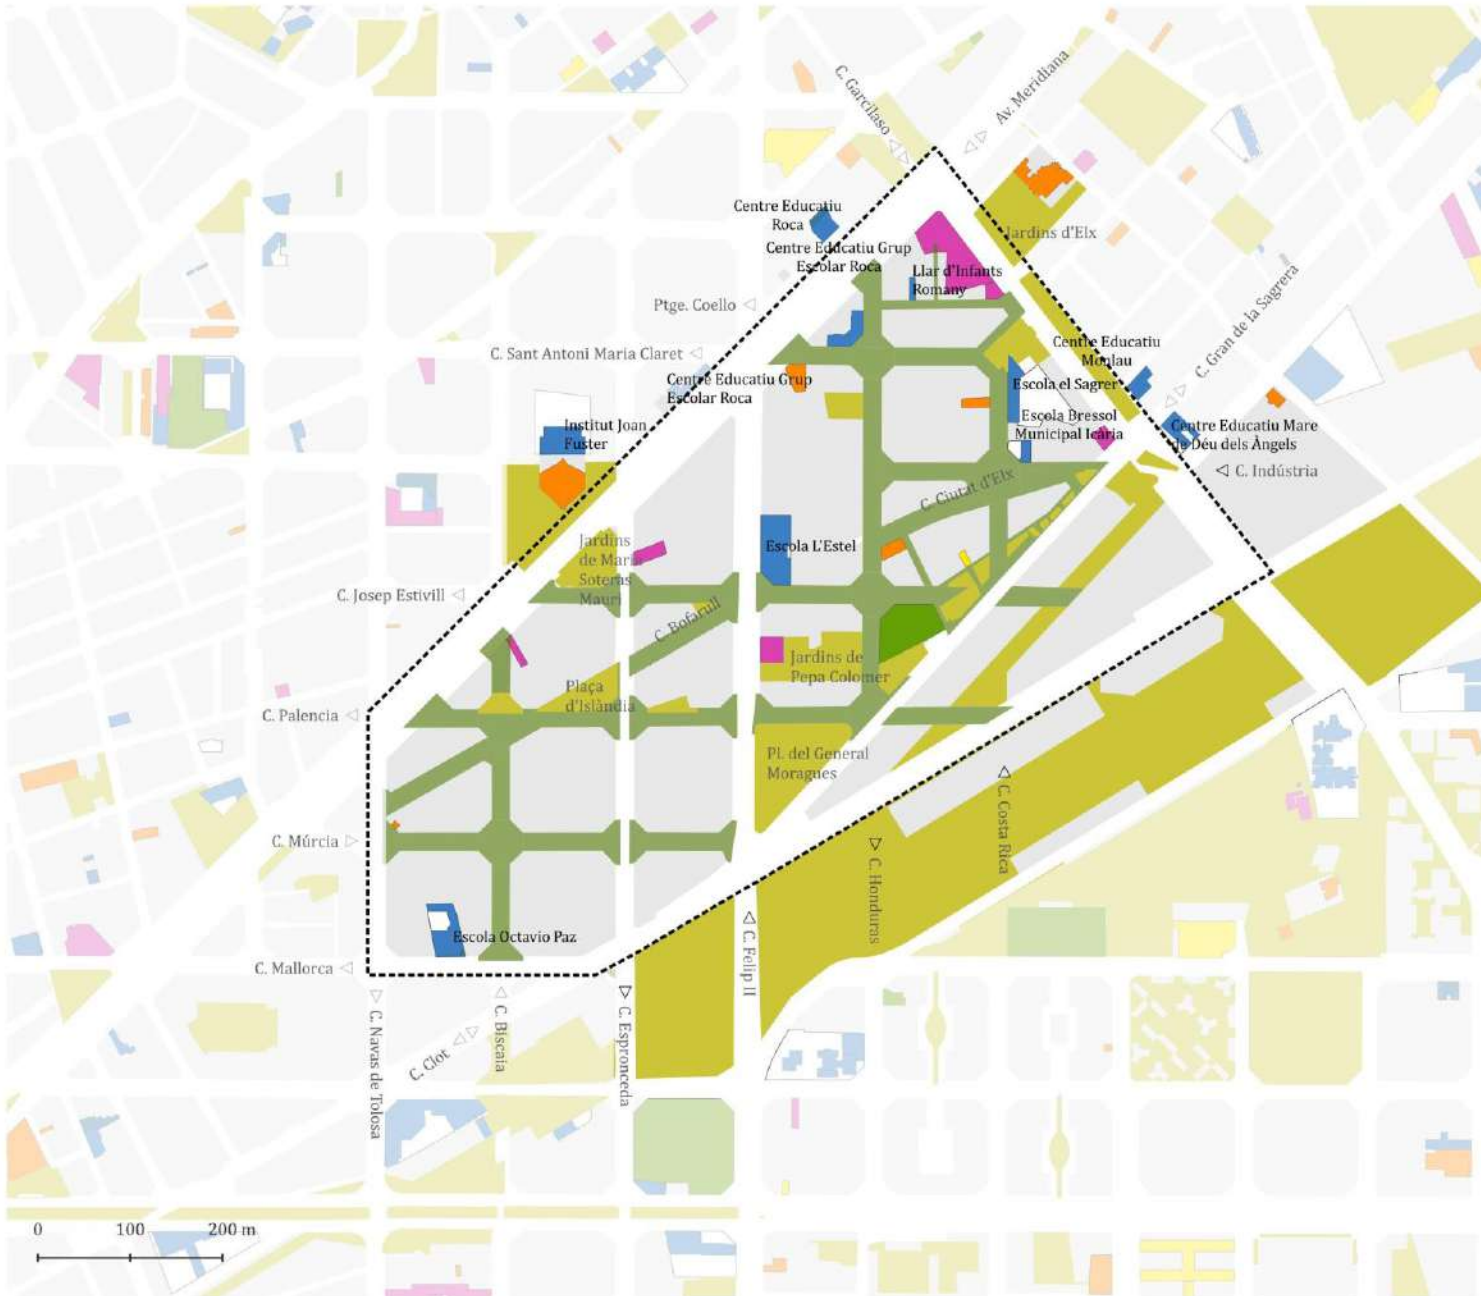 C. Garcilaso
Av. Meridiana
Centre Educatiu
Roca
Centre Educatiu Grup
Escolar Roca
Jardins d'Elx
Llar d'Infants
Romany
Ptge. Coello
C. Gran de la Sagrera
C. Sant Antoni Maria Claret
Centre Educatiu
Monlau
Centre Educatiu Grup
Escolar Roca
Escola el Sagrer
Institut Joan
Fuster
Escola Bressol
Municipal Icària
Centre Educatiu Mare
de Déu dels Àngels
C. Indústria
C. Ciutat d'Elx
Jardins
de Maria
Soteras
Mauri
Escola L'Estel
C. Josep Estivill
C. Bofarull
Jardins de
Pepa Colomer
Plaça
d'Islàndia
C. Palencia
Pl. del General
Moragues
C. Costa Rica
C. Múrcia
C. Honduras
Escola Octavio Paz
C. Felip II
C. Mallorca
C. Navas de Tolosa
C. Clot
C. Biscaia
C. Espronceda
0 100 200 m